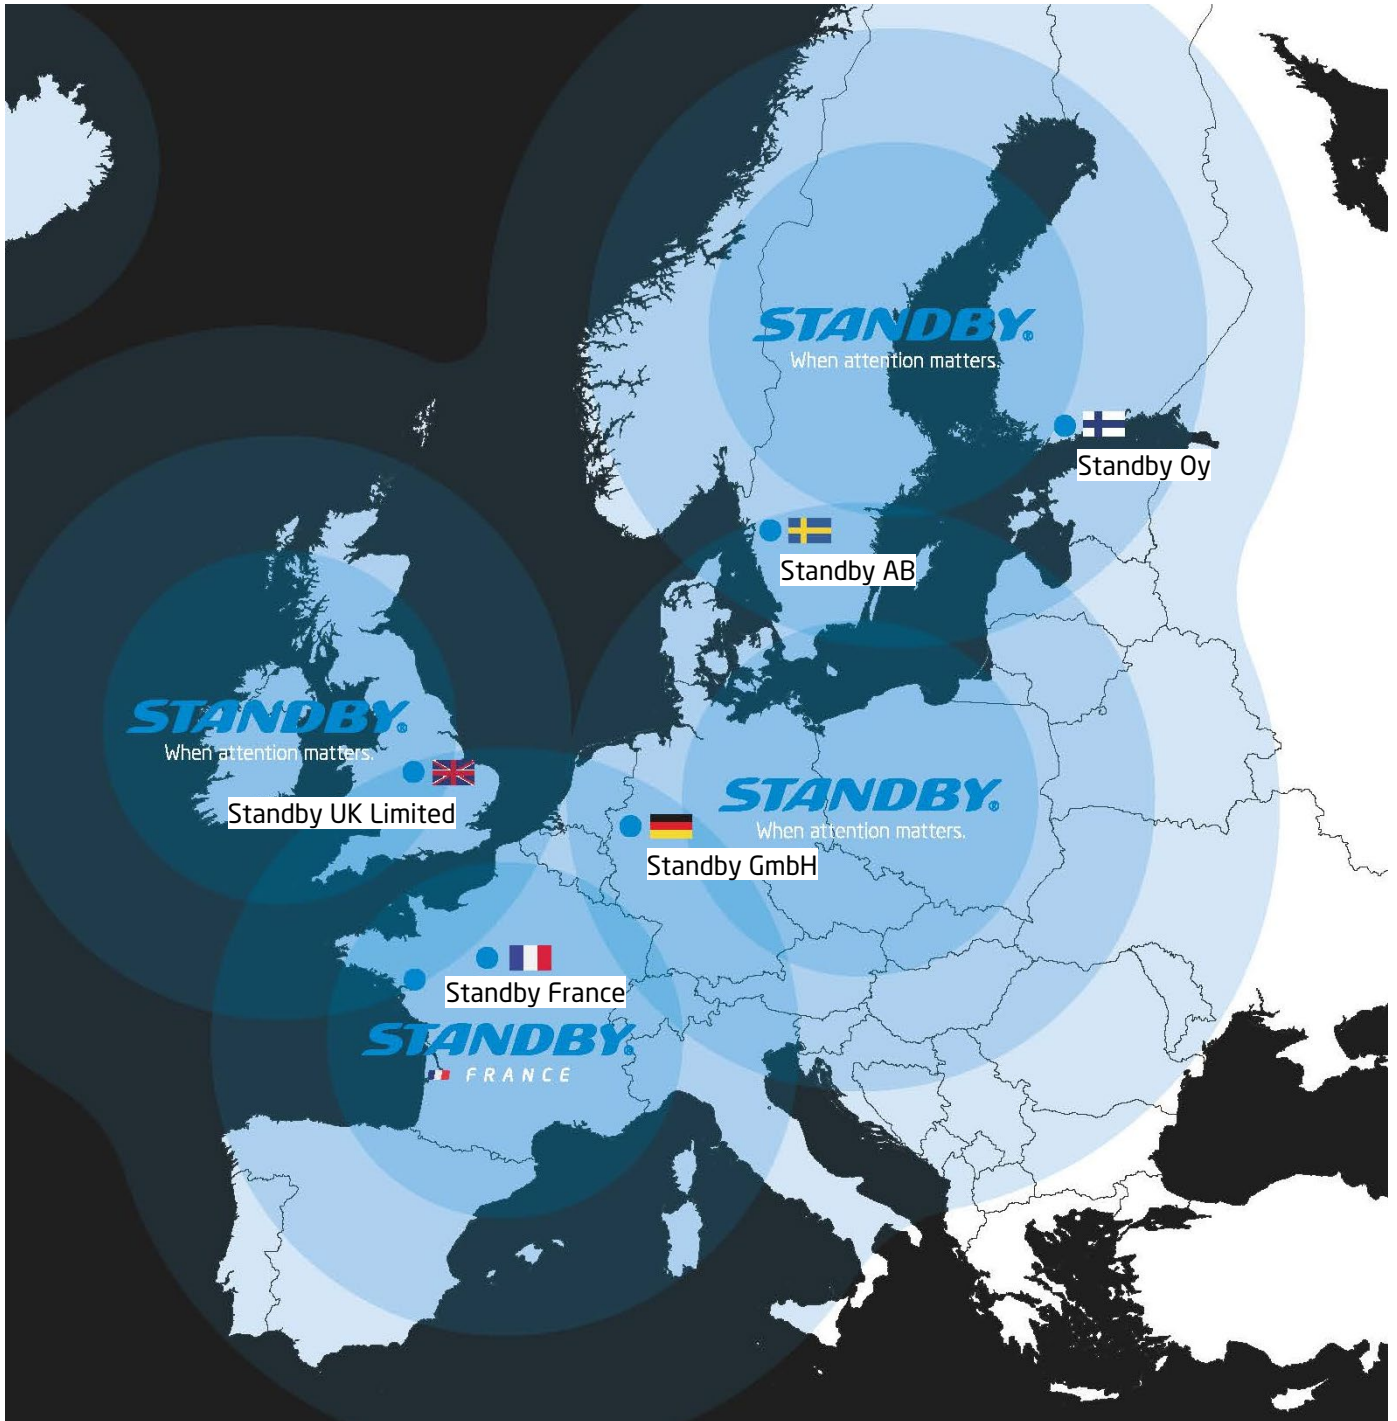 STANDBY®
When attention matters.
Standby Oy
Standby AB
STANDBY®
When attention matters.
Standby UK Limited
STANDBY®
When attention matters.
Standby GmbH
Standby France
STANDBY®
FRANCE